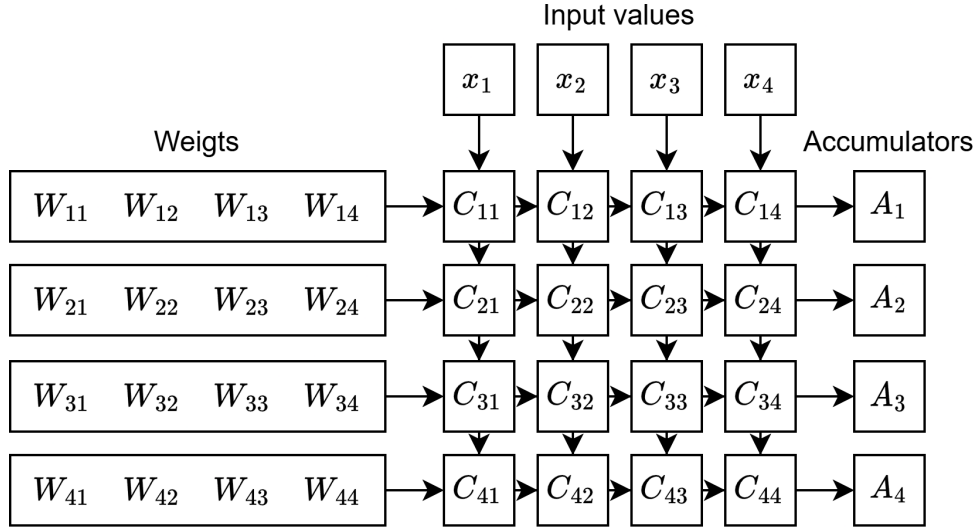 Input values
x₁ x₂ x₃ x₄
Weigts Accumulators
W₁₁ W₁₂ W₁₃ W₁₄ C₁₁ C₁₂ C₁₃ C₁₄ A₁
W₂₁ W₂₂ W₂₃ W₂₄ C₂₁ C₂₂ C₂₃ C₂₄ A₂
W₃₁ W₃₂ W₃₃ W₃₄ C₃₁ C₃₂ C₃₃ C₃₄ A₃
W₄₁ W₄₂ W₄₃ W₄₄ C₄₁ C₄₂ C₄₃ C₄₄ A₄